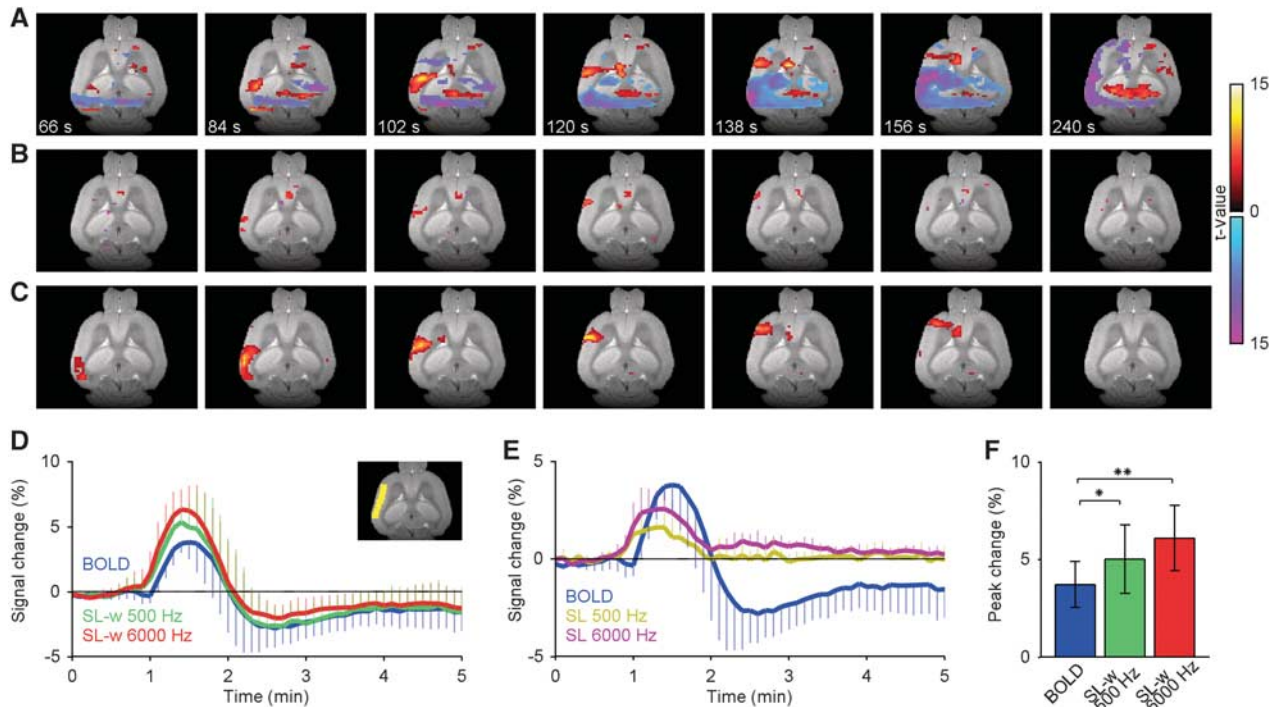 A
66 s
84 s
102 s
120 s
138 s
156 s
240 s
B
C
15
0
15
t-Value
D
Signal change (%)
10
5
0
-5
BOLD
SL-w 500 Hz
SL-w 6000 Hz
0 1 2 3 4 5
Time (min)
E
Signal change (%)
5
0
-5
BOLD
SL 500 Hz
SL 6000 Hz
0 1 2 3 4 5
Time (min)
F
Peak change (%)
10
5
0
*
**
BOLD
SL-w
500 Hz
SL-w
6000 Hz